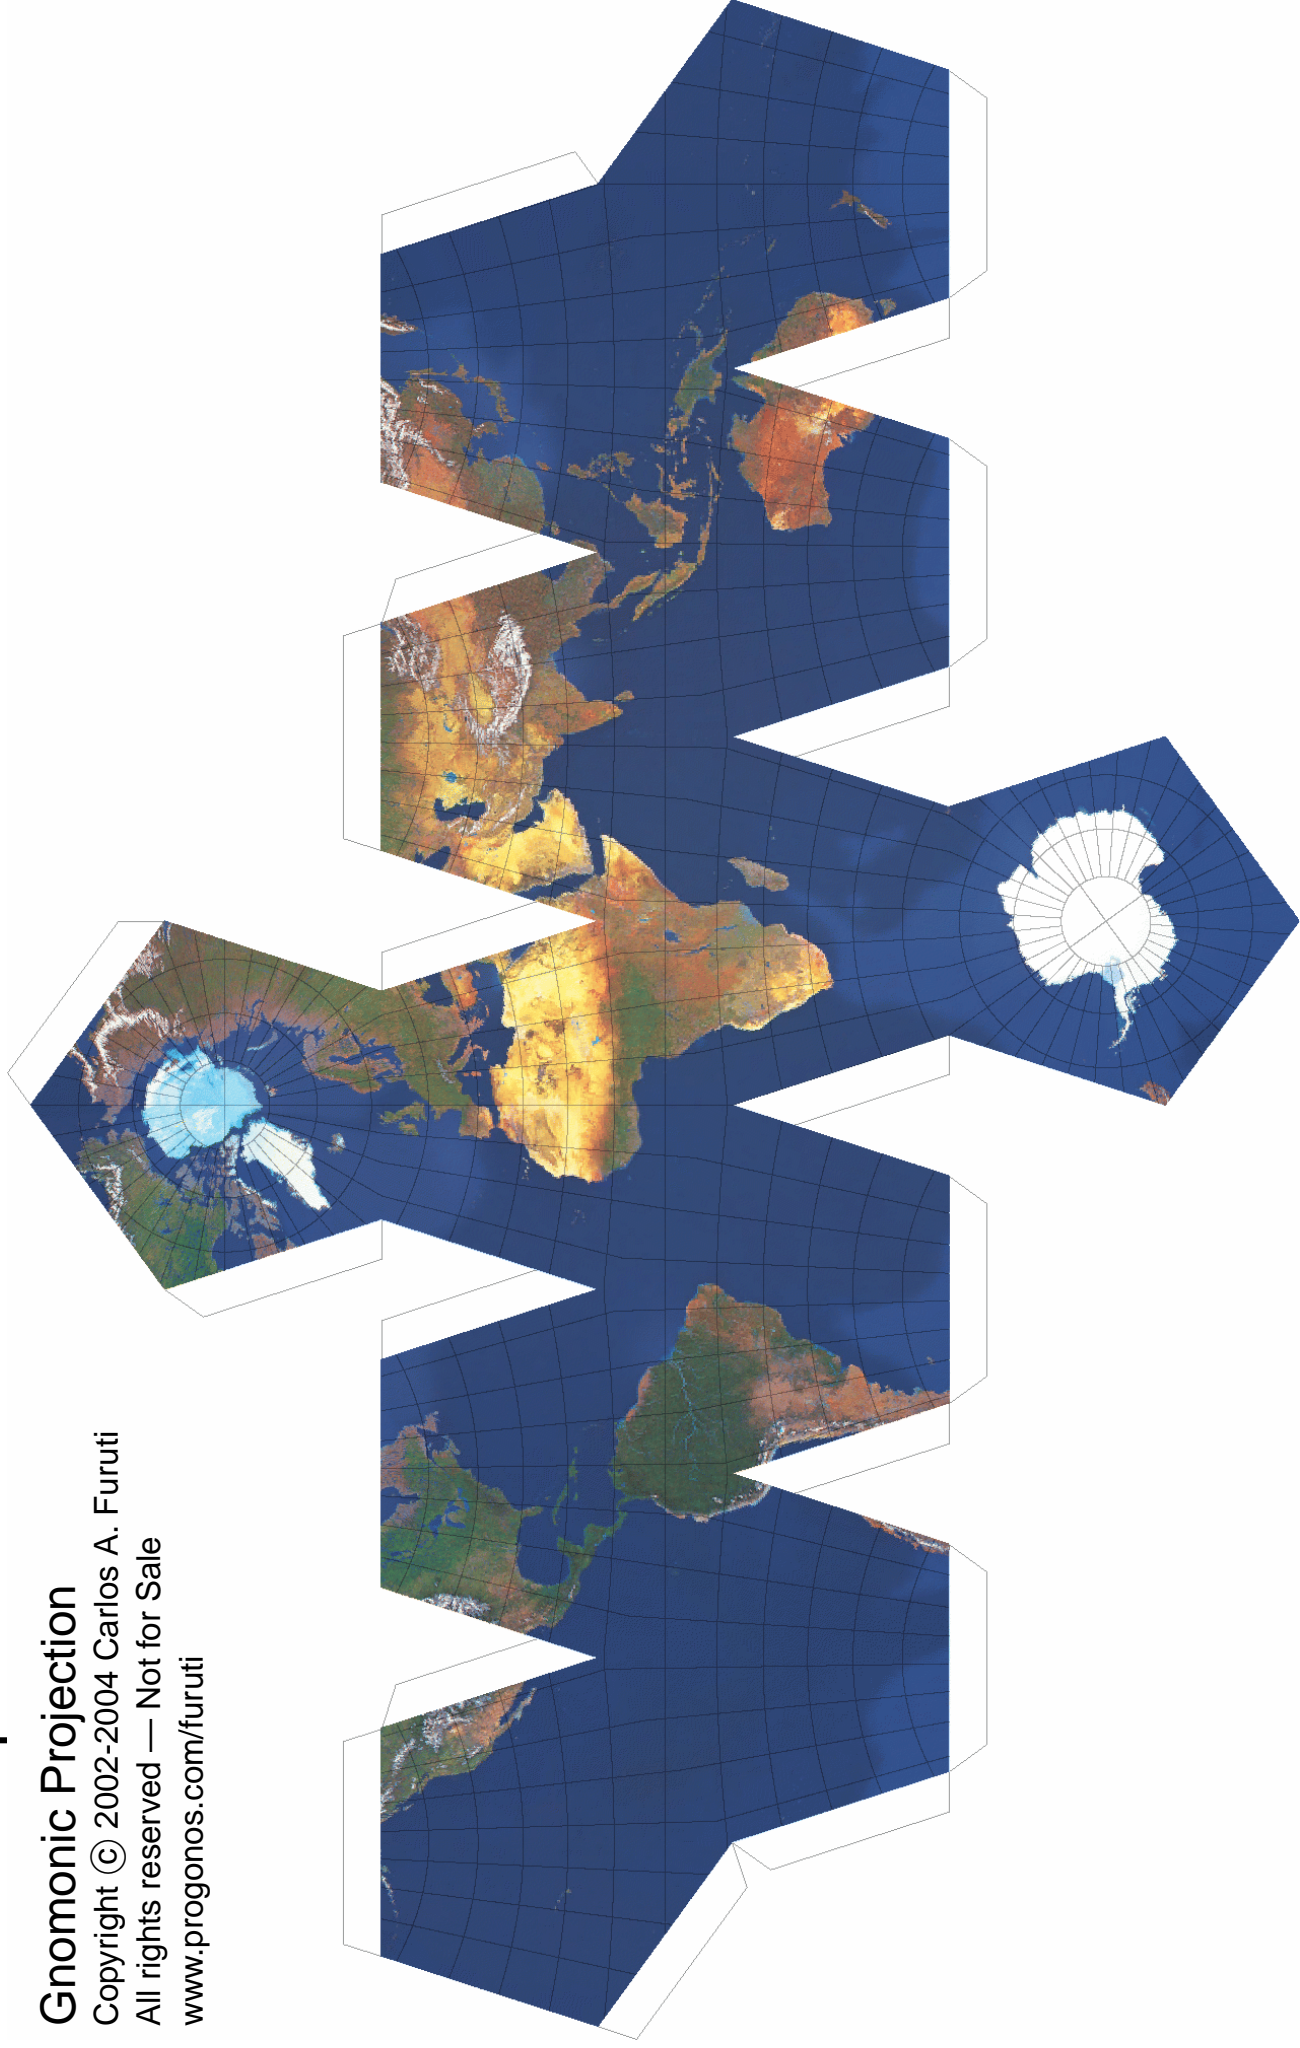 Gnomonic Projection
Copyright © 2002-2004 Carlos A. Furuti
All rights reserved — Not for Sale
www.progonos.com/furuti